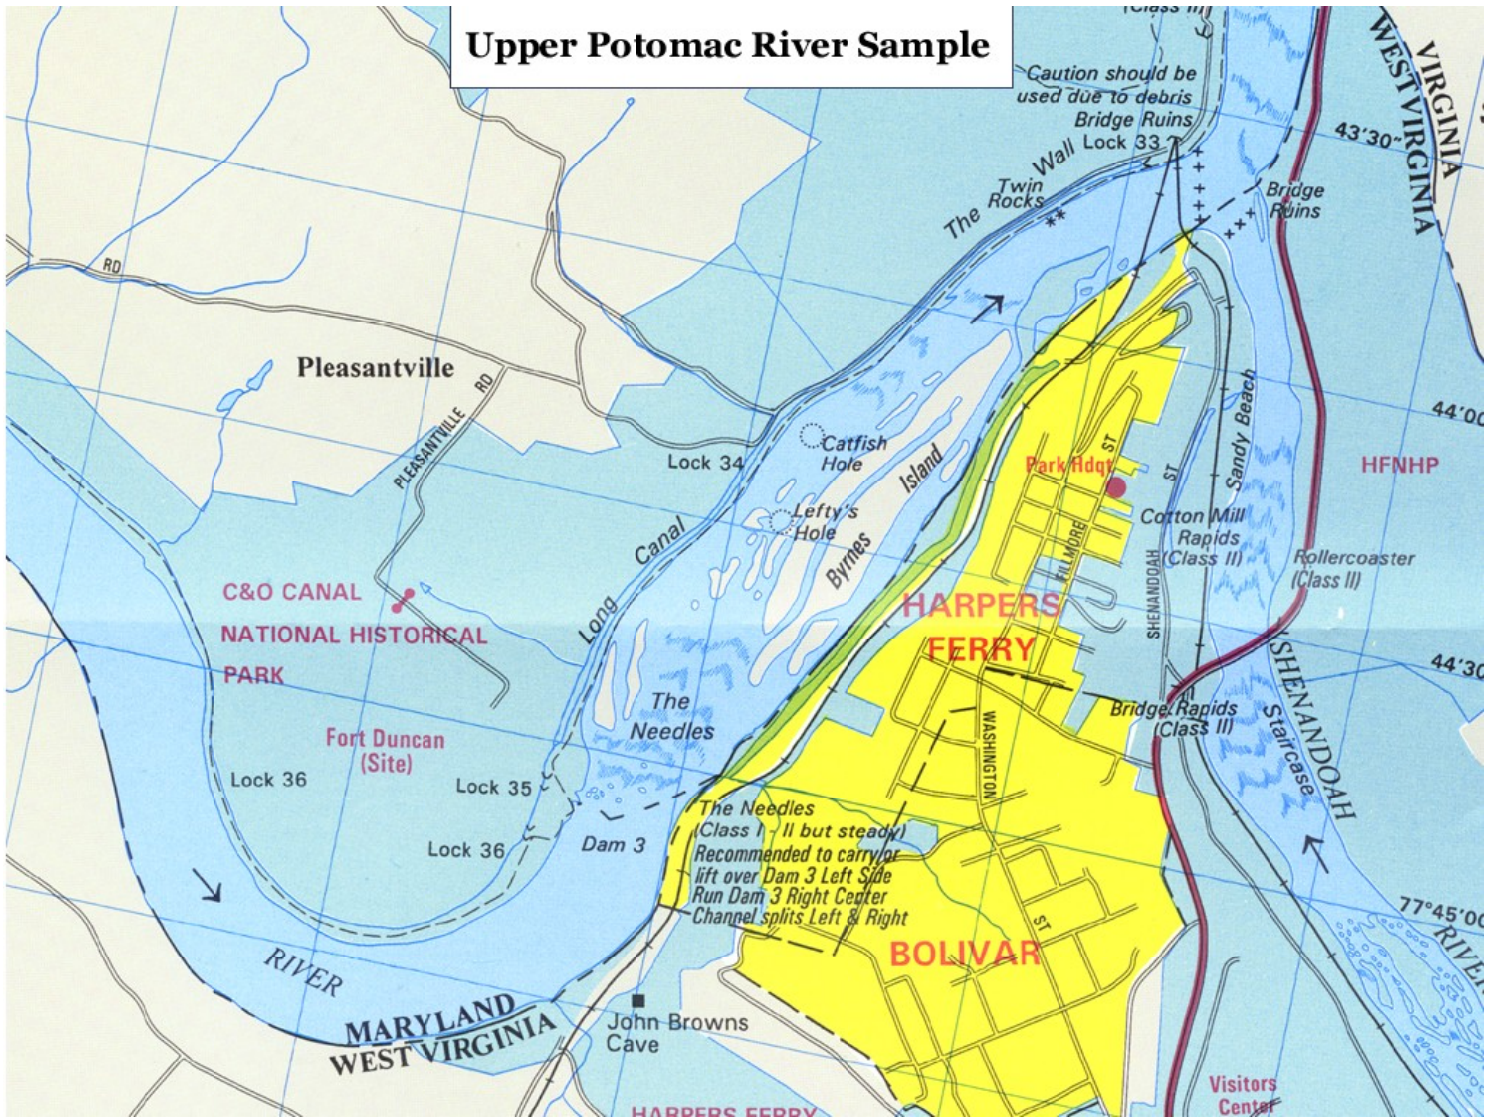 Upper Potomac River Sample
(Class II)
Caution should be
used due to debris
Bridge Ruins
Lock 33
The Wall
Twin
Rocks
VIRGINIA
WEST VIRGINIA
43'30"
Bridge
Ruins
RD
Pleasantville
RD
PLEASANTVILLE
Lock 34
Catfish
Hole
Lefty's
Hole
Byrnes Island
Long Canal
ST
Park Hdqt
ST
Sandy Beach
44'00
HFNHP
Cotton Mill
Rapids
(Class II)
Rollercoaster
(Class II)
FILLMORE
SHENANDOAH
C&O CANAL
NATIONAL HISTORICAL
PARK
HARPERS
FERRY
44'30
The
Needles
Bridge Rapids
(Class III)
WASHINGTON
Staircase
SHENANDOAH
Fort Duncan
(Site)
Lock 36
Lock 35
Lock 36
Dam 3
The Needles
(Class I - II but steady)
Recommended to carry or
lift over Dam 3 Left Side
Run Dam 3 Right Center
Channel splits Left & Right
77°45'00
RIVER
ST
BOLIVAR
RIVER
MARYLAND
WEST VIRGINIA
John Browns
Cave
Visitors
Center
HARPERS FERRY